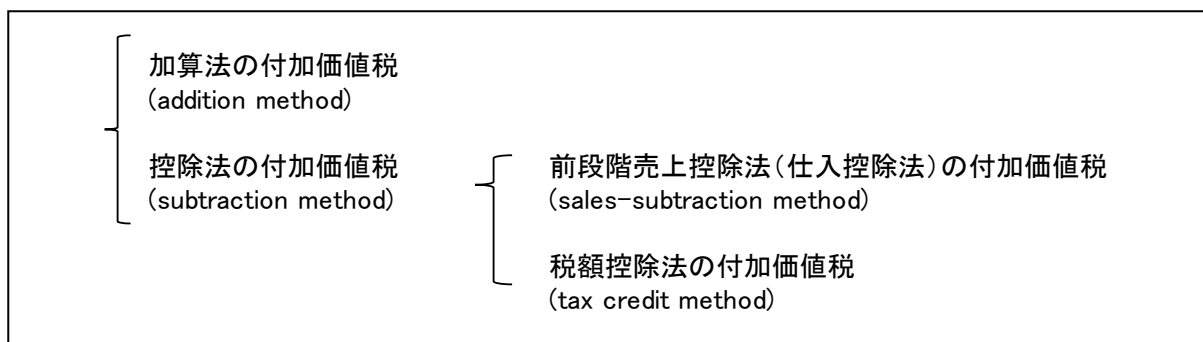 加算法の付加価値税
(addition method)
控除法の付加価値税
(subtraction method)
前段階売上控除法(仕入控除法)の付加価値税
(sales-subtraction method)
税額控除法の付加価値税
(tax credit method)